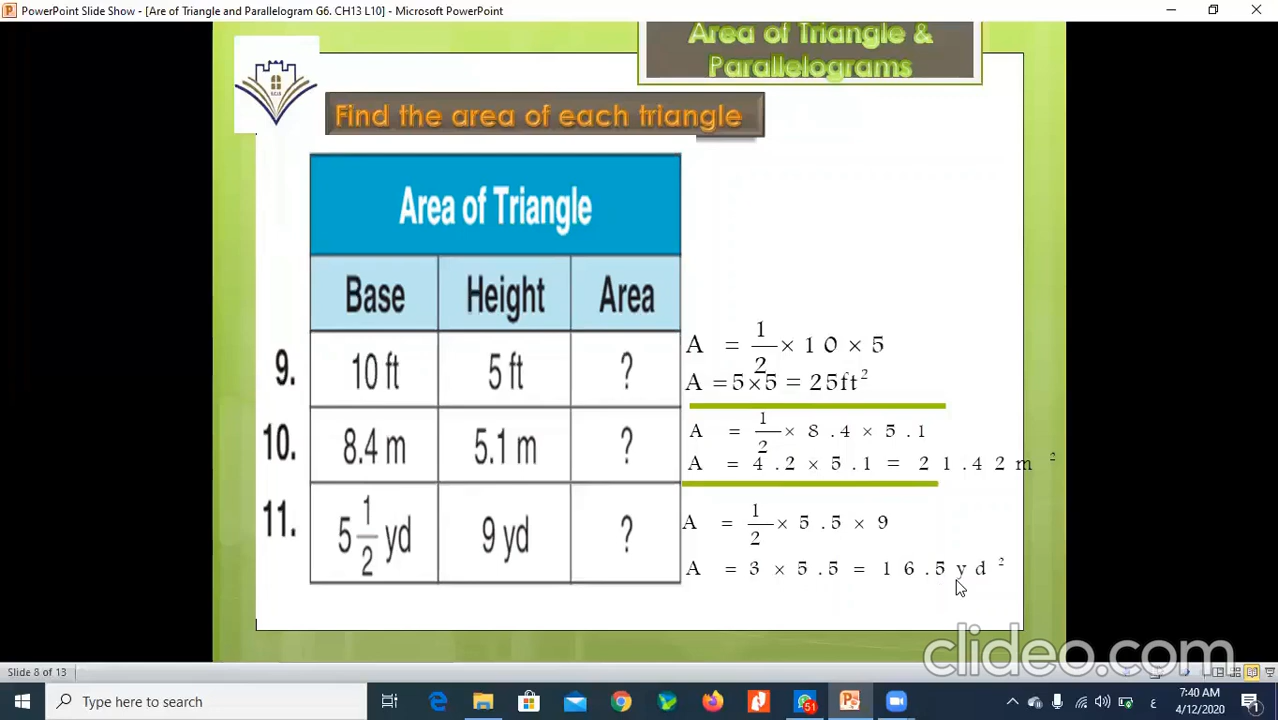 PowerPoint Slide Show - [Are of Triangle and Parallelogram G6. CH13 L10] - Microsoft PowerPoint
Area of Triangle &
Parallelograms
Find the area of each triangle
Area of Triangle
Base Height Area
9. 10 ft 5 ft ?
A = 1/2 × 10 × 5
A = 5×5 = 25ft²
10. 8.4 m 5.1 m ?
A = 1/2 × 8.4 × 5.1
A = 4.2 × 5.1 = 21.42m²
11. 5 1/2 yd 9 yd ?
A = 1/2 × 5.5 × 9
A = 3 × 5.5 = 16.5yd²
clideo.com
Slide 8 of 13
Type here to search
51
7:40 AM
4/12/2020